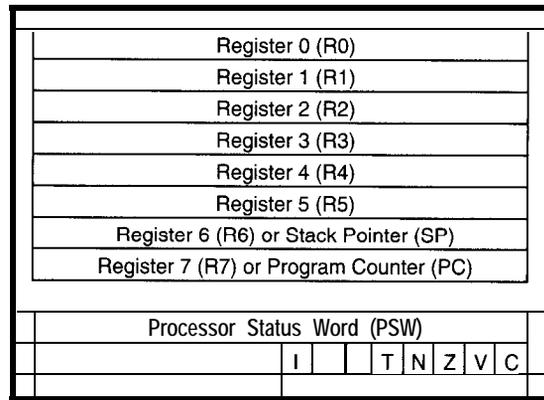 Register 0 (R0)
Register 1 (R1)
Register 2 (R2)
Register 3 (R3)
Register 4 (R4)
Register 5 (R5)
Register 6 (R6) or Stack Pointer (SP)
Register 7 (R7) or Program Counter (PC)
Processor Status Word (PSW)
I T N Z V C